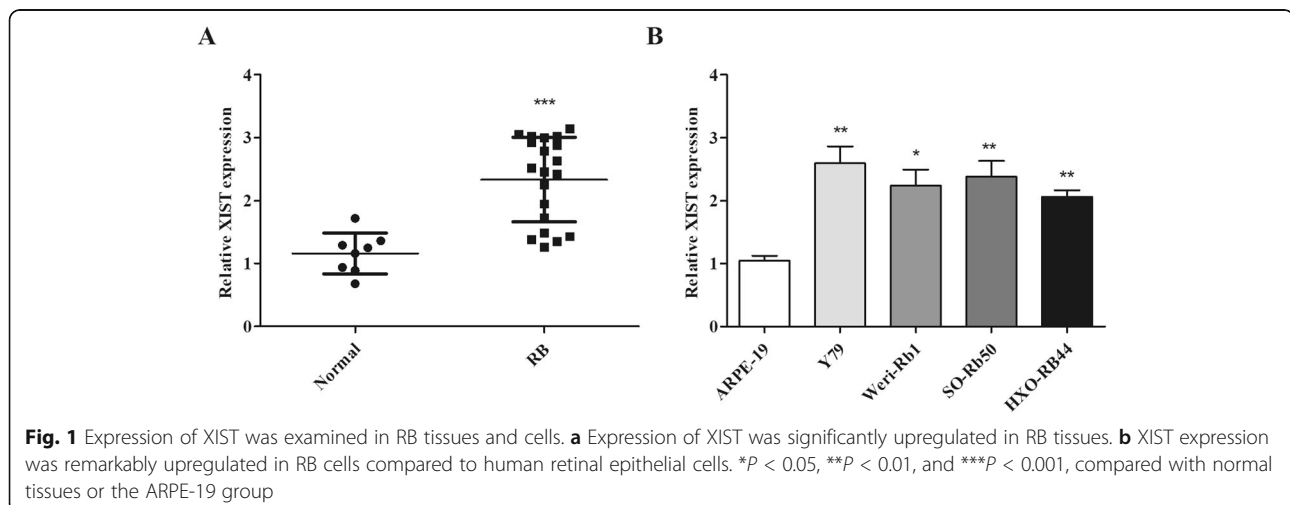 A
B
Relative XIST expression
4
3
2
1
0
***
Normal
RB
Relative XIST expression
4
3
2
1
0
**
*
**
**
ARPE-19
Y79
Weri-Rb1
SO-Rb50
HXO-RB44
Fig. 1 Expression of XIST was examined in RB tissues and cells. a Expression of XIST was significantly upregulated in RB tissues. b XIST expression
was remarkably upregulated in RB cells compared to human retinal epithelial cells. *P < 0.05, **P < 0.01, and ***P < 0.001, compared with normal
tissues or the ARPE-19 group